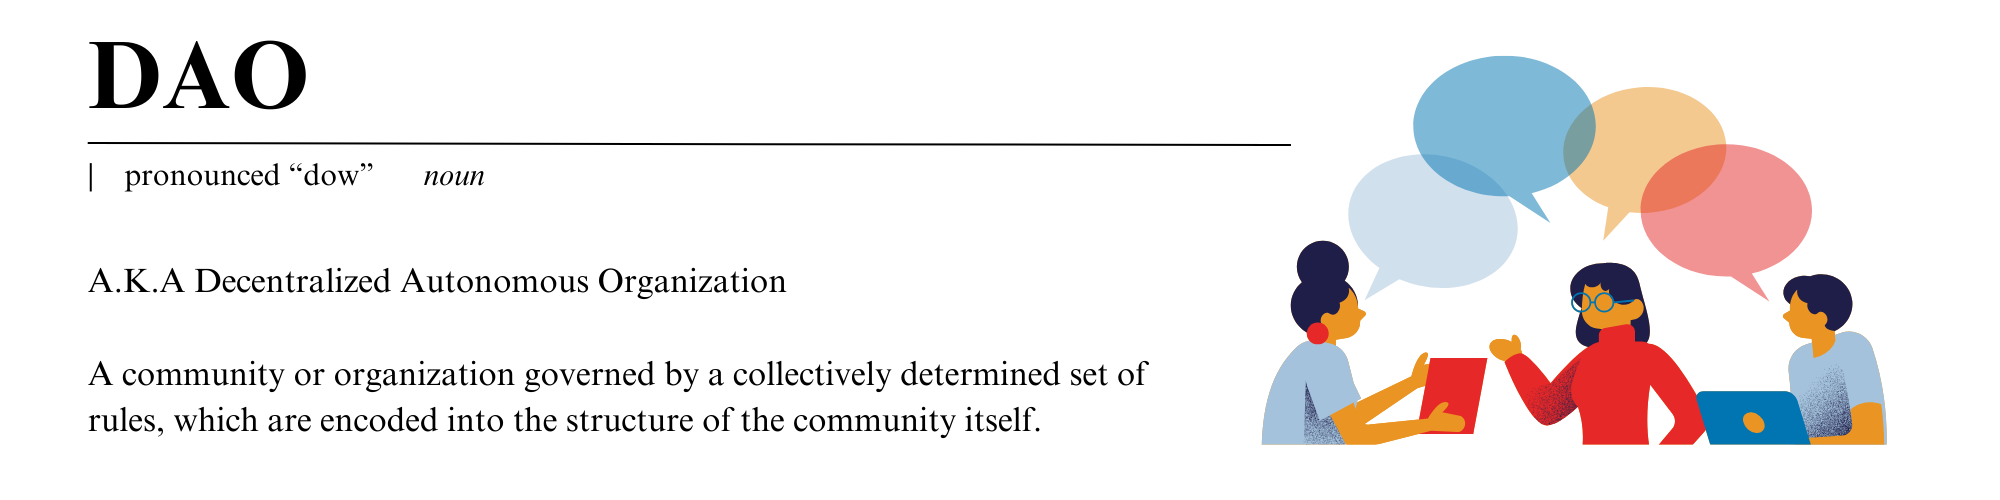 DAO
| pronounced “dow” noun
A.K.A Decentralized Autonomous Organization
A community or organization governed by a collectively determined set of
rules, which are encoded into the structure of the community itself.